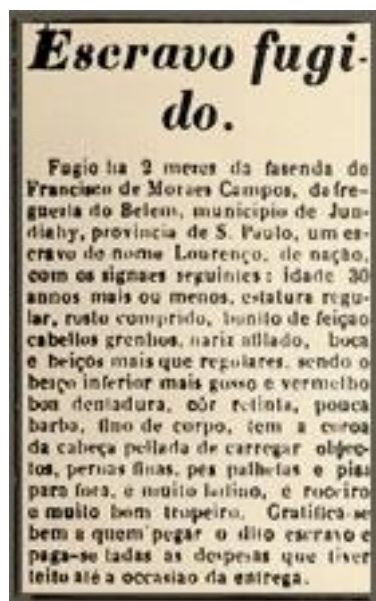 Escravo fugi-
do.
Fugio ha 2 mezes da fasenda de
Francisco de Moraes Campos, da fre-
guezia do Belem, municipio de Jun-
diahy, provincia de S. Paulo, um es-
cravo de nome Lourenço, de nação,
com os signaes seguintes: idade 30
annos mais ou menos, estatura regu-
lar, rosto comprido, bonito de feição
cabellos grenhos, nariz afilado, boca
e beiços mais que regulares, sendo o
beiço inferior mais gosso e vermelho
boa dentadura, côr retinta, pouca
barba, fino de corpo, tem a coroa
da cabeça pellada de carregar objec-
tos, pernas finas, pés palhetas e pisa
para fora, é muito ladino, é roceiro
e muito bom tropeiro. Gratifica-se
bem a quem pegar o dito escravo e
paga-se todas as despezas que tiver
feito até a occasião da entrega.